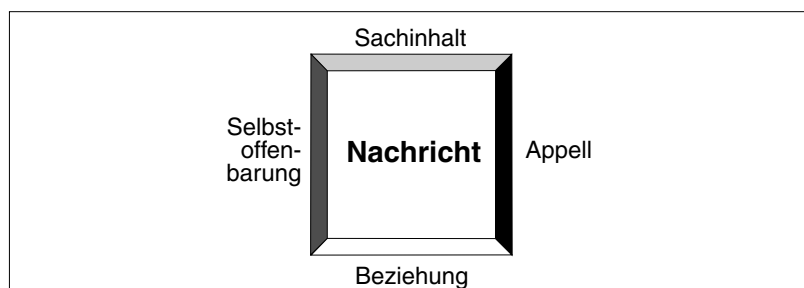 Sachinhalt
Selbst-
offen-
barung
Nachricht
Appell
Beziehung